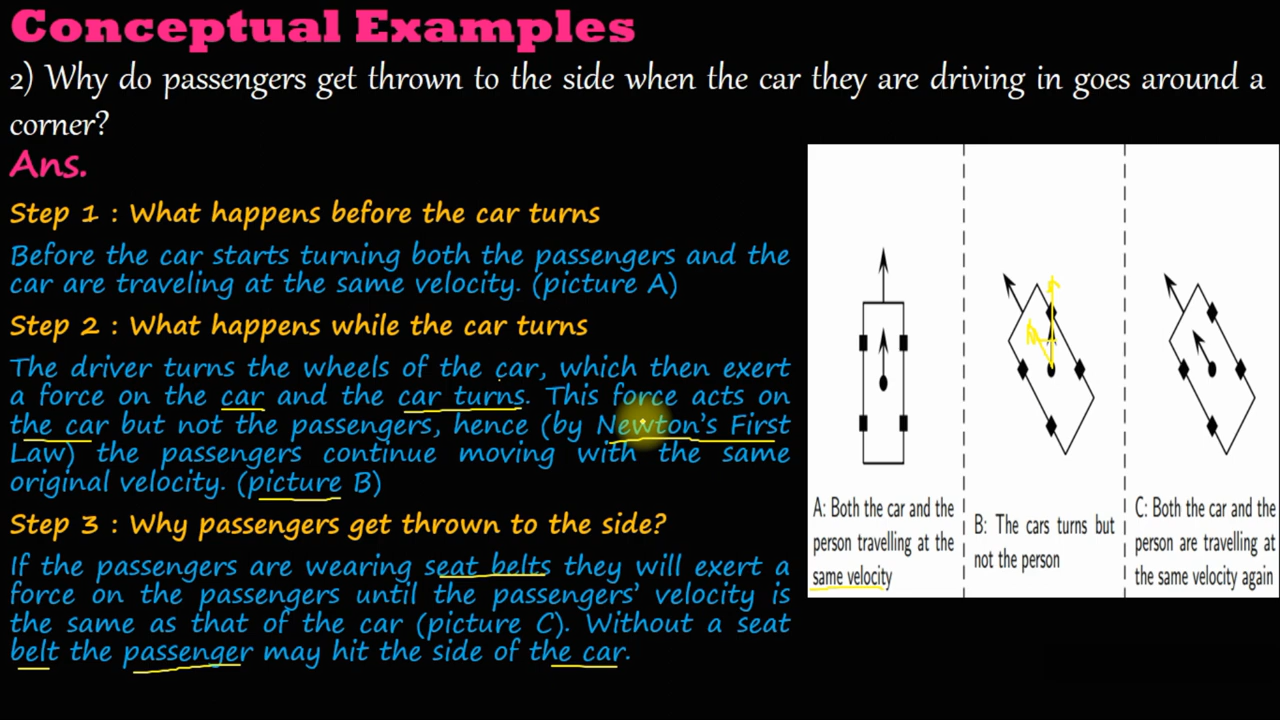 Conceptual Examples
2) Why do passengers get thrown to the side when the car they are driving in goes around a
corner?
Ans.
Step 1 : What happens before the car turns
Before the car starts turning both the passengers and the
car are traveling at the same velocity. (picture A)
Step 2 : What happens while the car turns
The driver turns the wheels of the car, which then exert
a force on the car and the car turns. This force acts on
the car but not the passengers, hence (by Newton's First
Law) the passengers continue moving with the same
original velocity. (picture B)
Step 3 : Why passengers get thrown to the side?
If the passengers are wearing seat belts they will exert a
force on the passengers until the passengers' velocity is
the same as that of the car (picture C). Without a seat
belt the passenger may hit the side of the car.
A: Both the car and the
person travelling at the
same velocity
B: The cars turns but
not the person
C: Both the car and the
person are travelling at
the same velocity again